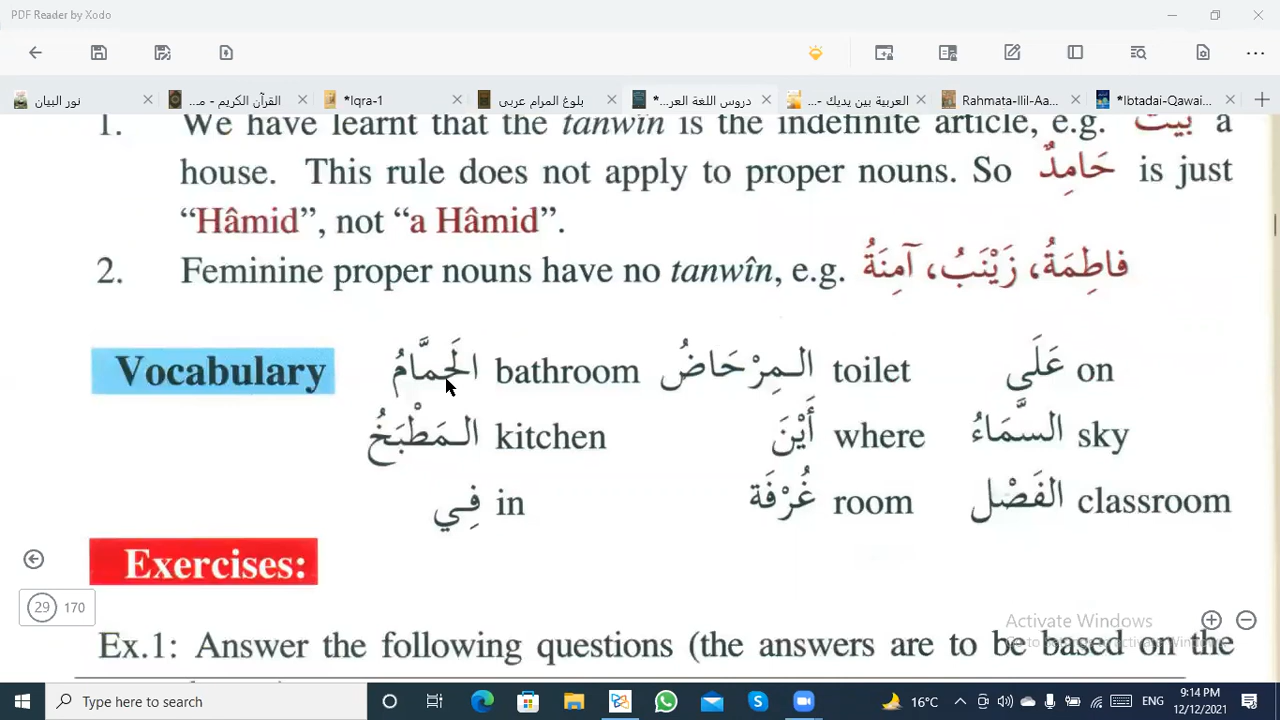 PDF Reader by Xodo
نور البيان
القرآن الكريم - مـ...
*Iqra-1
بلوغ المرام عربي
دروس اللغة العر...*
العربية بين يديك -...
Rahmata-Ilil-Aa...
*Ibtadai-Qawai...
1. We have learnt that the tanwîn is the indefinite article, e.g. بَيْتٌ a
house. This rule does not apply to proper nouns. So حَامِدٌ is just
“Hâmid”, not “a Hâmid”.
2. Feminine proper nouns have no tanwîn, e.g. فاطِمَةُ، زَيْنَبُ، آمِنَةُ
Vocabulary الحَمَّامُ bathroom الـمِرْحَاضُ toilet عَلَى on
الـمَطْبَخُ kitchen أَيْنَ where السَّمَاءُ sky
فِي in غُرْفَة room الفَصْل classroom
Exercises:
29 170
Activate Windows
Ex.1: Answer the following questions (the answers are to be based on the
Type here to search
16°C
ENG
9:14 PM
12/12/2021